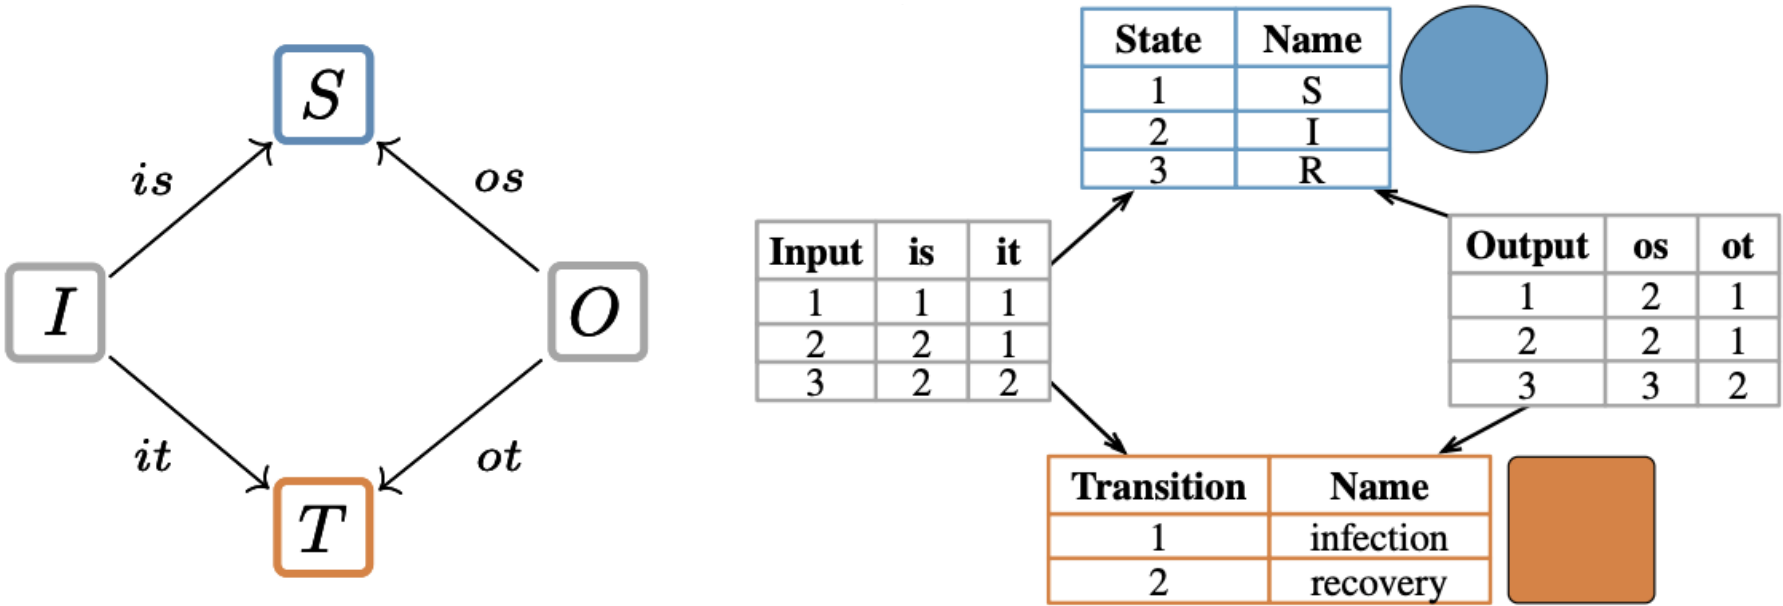 S
is
os
I
O
it
ot
T
State Name
1 S
2 I
3 R
Input is it
1 1 1
2 2 1
3 2 2
Output os ot
1 2 1
2 2 1
3 3 2
Transition Name
1 infection
2 recovery